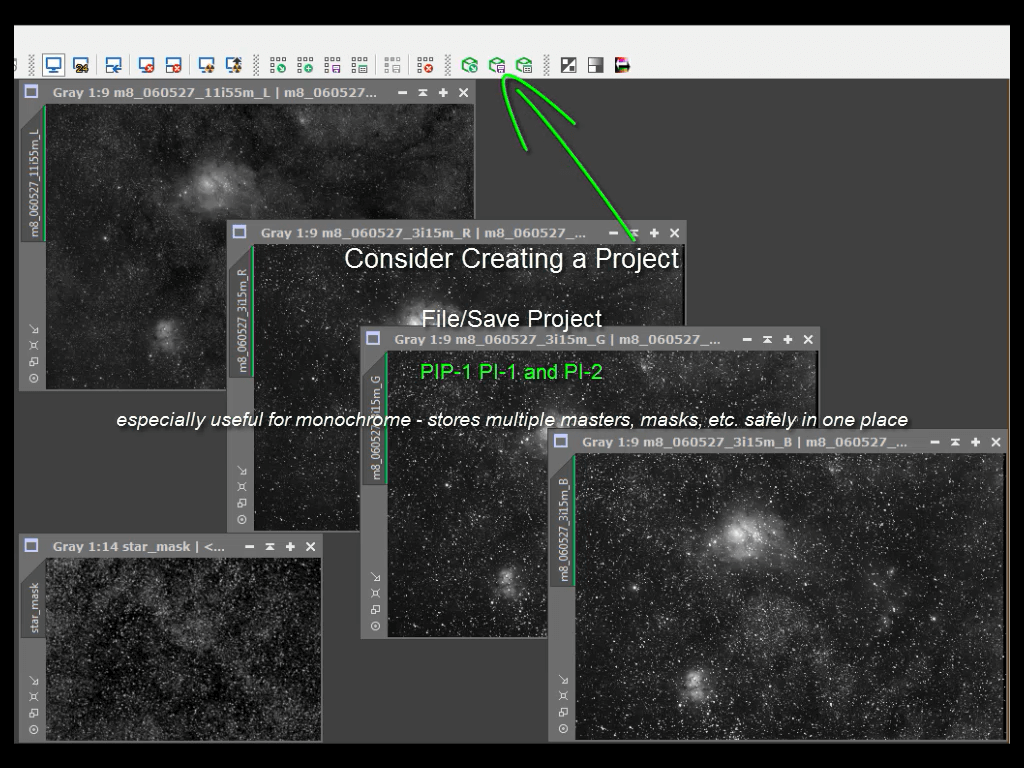 24
Gray 1:9 m8_060527_11i55m_L | m8_060527...
m8_060527_11i55m_L
Gray 1:9 m8_060527_3i15m_R | m8_060527_...
m8_060527_3i15m_R
Consider Creating a Project
File/Save Project
Gray 1:9 m8_060527_3i15m_G | m8_060527_...
m8_060527_3i15m_G
PIP-1 PI-1 and PI-2
especially useful for monochrome - stores multiple masters, masks, etc. safely in one place
Gray 1:9 m8_060527_3i15m_B | m8_060527_...
m8_060527_3i15m_B
Gray 1:14 star_mask | <...
star_mask